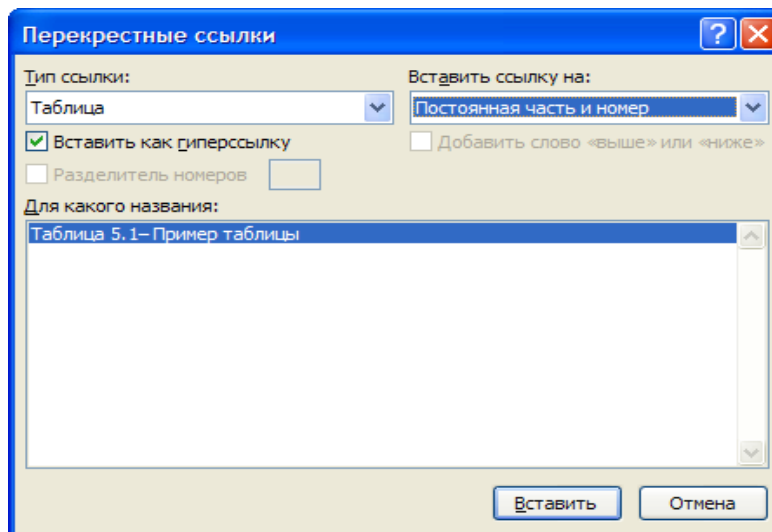 Перекрестные ссылки
Тип ссылки:
Вставить ссылку на:
Таблица
Постоянная часть и номер
Вставить как гиперссылку
Добавить слово «выше» или «ниже»
Разделитель номеров
Для какого названия:
Таблица 5.1– Пример таблицы
Вставить
Отмена